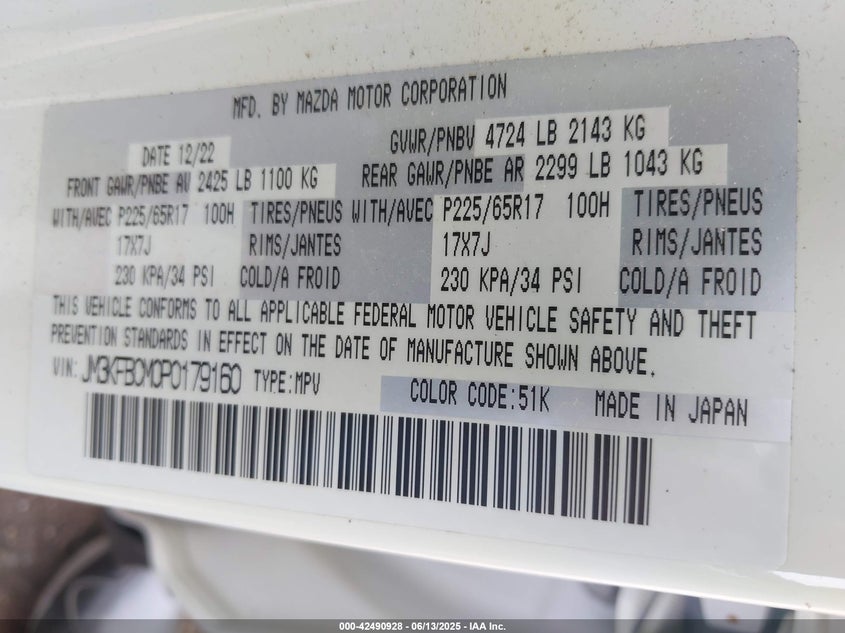 MFD. BY MAZDA MOTOR CORPORATION
DATE 12/22 GVWR/PNBV 4724 LB 2143 KG
FRONT GAWR/PNBE AV 2425 LB 1100 KG REAR GAWR/PNBE AR 2299 LB 1043 KG
WITH/AVEC P225/65R17 100H TIRES/PNEUS WITH/AVEC P225/65R17 100H TIRES/PNEUS
17X7J RIMS/JANTES 17X7J RIMS/JANTES
230 KPA/34 PSI COLD/A FROID 230 KPA/34 PSI COLD/A FROID
THIS VEHICLE CONFORMS TO ALL APPLICABLE FEDERAL MOTOR VEHICLE SAFETY AND THEFT
PREVENTION STANDARDS IN EFFECT ON THE DATE OF MANUFACTURE SHOWN ABOVE.
VIN: JM3KFBCM0P0179160 TYPE:MPV COLOR CODE:51K MADE IN JAPAN
000-42490928 - 06/13/2025 - IAA Inc.